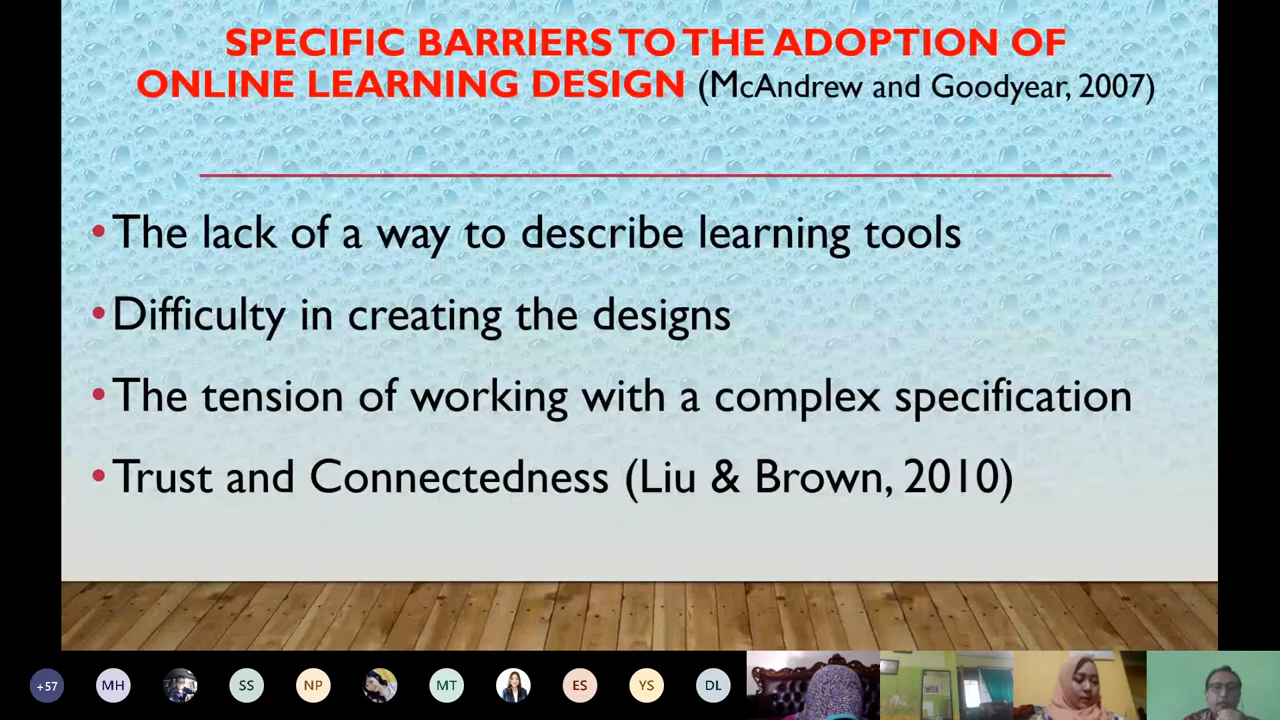 SPECIFIC BARRIERS TO THE ADOPTION OF
ONLINE LEARNING DESIGN (McAndrew and Goodyear, 2007)
• The lack of a way to describe learning tools
• Difficulty in creating the designs
• The tension of working with a complex specification
• Trust and Connectedness (Liu & Brown, 2010)
+57 MH SS NP MT ES YS DL